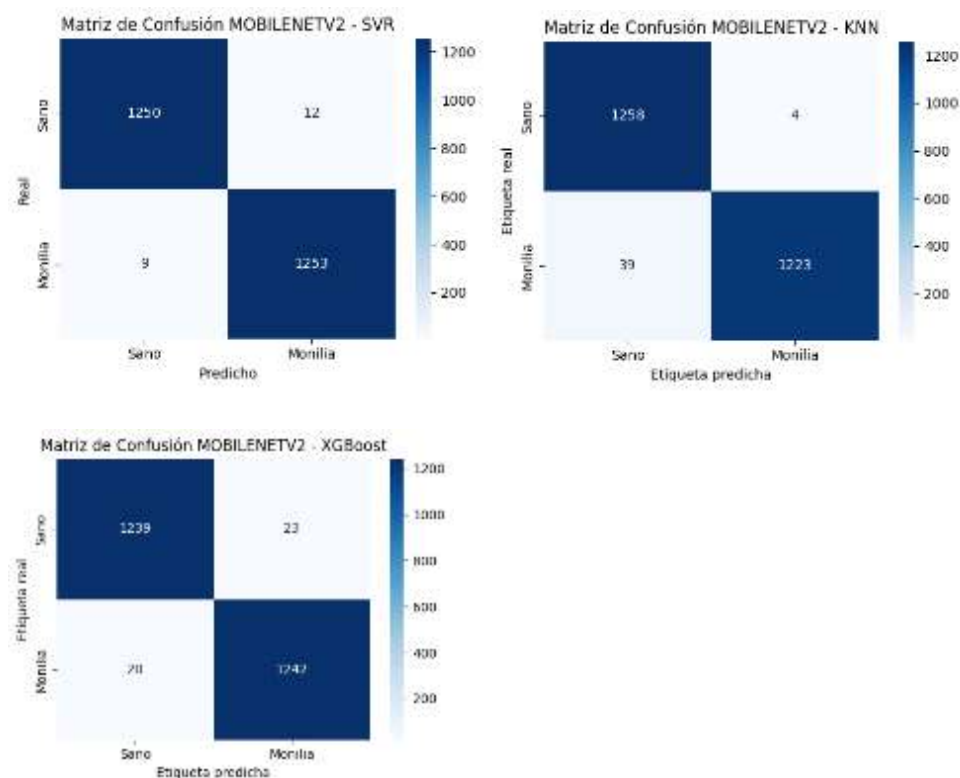 Matriz de Confusión MOBILENETV2 - SVR
Sano
Monilia
Real
1250
12
9
1253
1200
1000
800
600
400
200
Sano
Monilia
Predicho
Matriz de Confusión MOBILENETV2 - KNN
Sano
Monilia
Etiqueta real
1258
4
39
1223
1200
1000
800
600
400
200
Sano
Monilia
Etiqueta predicha
Matriz de Confusión MOBILENETV2 - XGBoost
Sano
Monilia
Etiqueta real
1239
23
20
1242
1200
1000
800
600
400
200
Sano
Monilia
Etiqueta predicha